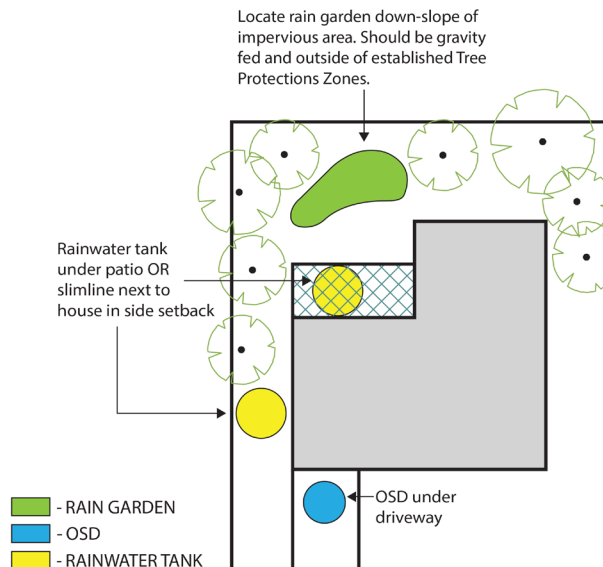 Locate rain garden down-slope of
impervious area. Should be gravity
fed and outside of established Tree
Protections Zones.
Rainwater tank
under patio OR
slimline next to
house in side setback
OSD under
driveway
- RAIN GARDEN
- OSD
- RAINWATER TANK